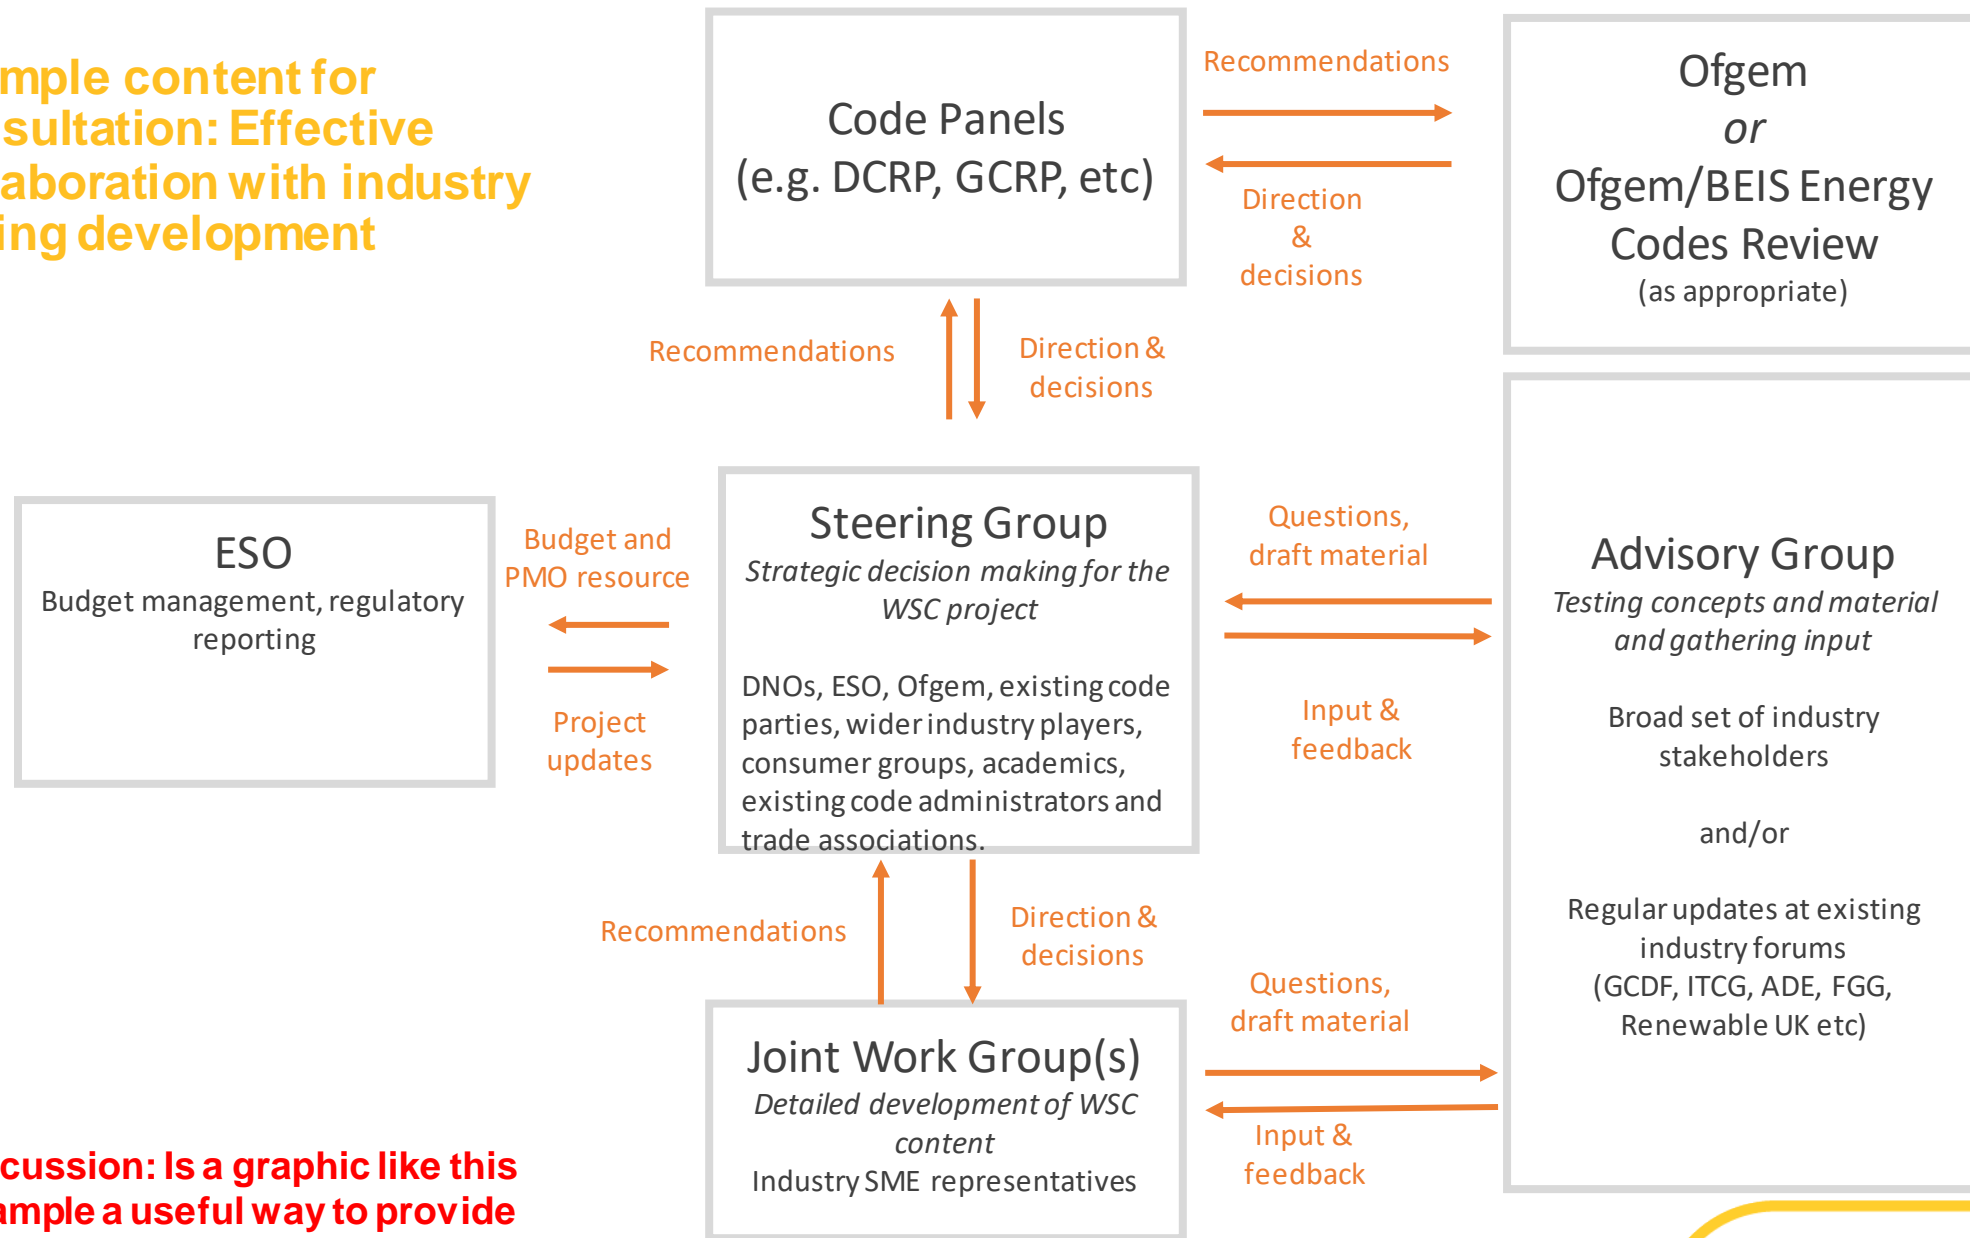 mple content for
sultation: Effective
aboration with industry
ing development
Code Panels
(e.g. DCRP, GCRP, etc)
Recommendations
Direction
&
decisions
Ofgem
or
Ofgem/BEIS Energy
Codes Review
(as appropriate)
Recommendations
Direction &
decisions
ESO
Budget management, regulatory
reporting
Budget and
PMO resource
Project
updates
Steering Group
Strategic decision making for the
WSC project
DNOs, ESO, Ofgem, existing code
parties, wider industry players,
consumer groups, academics,
existing code administrators and
trade associations.
Questions,
draft material
Input &
feedback
Advisory Group
Testing concepts and material
and gathering input
Broad set of industry
stakeholders
and/or
Regular updates at existing
industry forums
(GCDF, ITCG, ADE, FGG,
Renewable UK etc)
Recommendations
Direction &
decisions
Joint Work Group(s)
Detailed development of WSC
content
Industry SME representatives
Questions,
draft material
Input &
feedback
cussion: Is a graphic like this
ample a useful way to provide